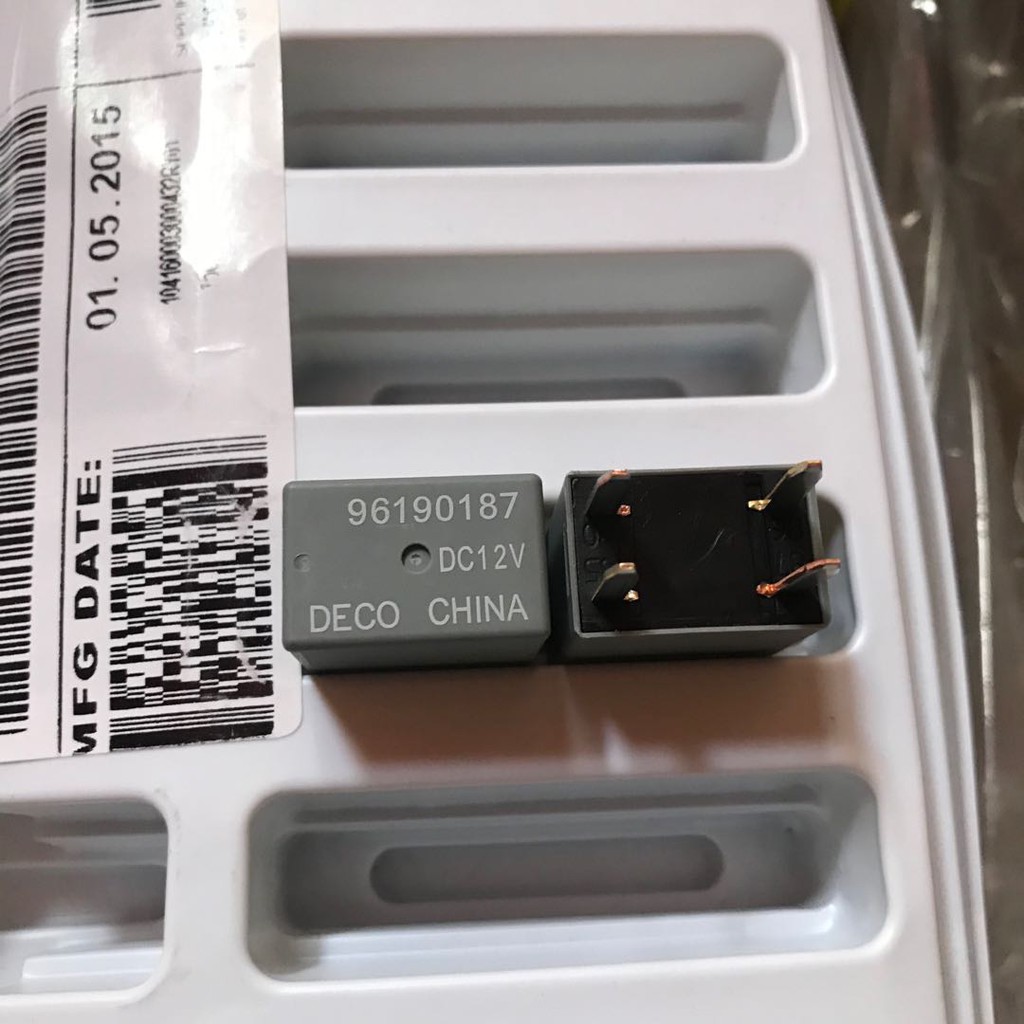 MFG DATE:
01. 05. 2015
96190187
DC12V
DECO CHINA